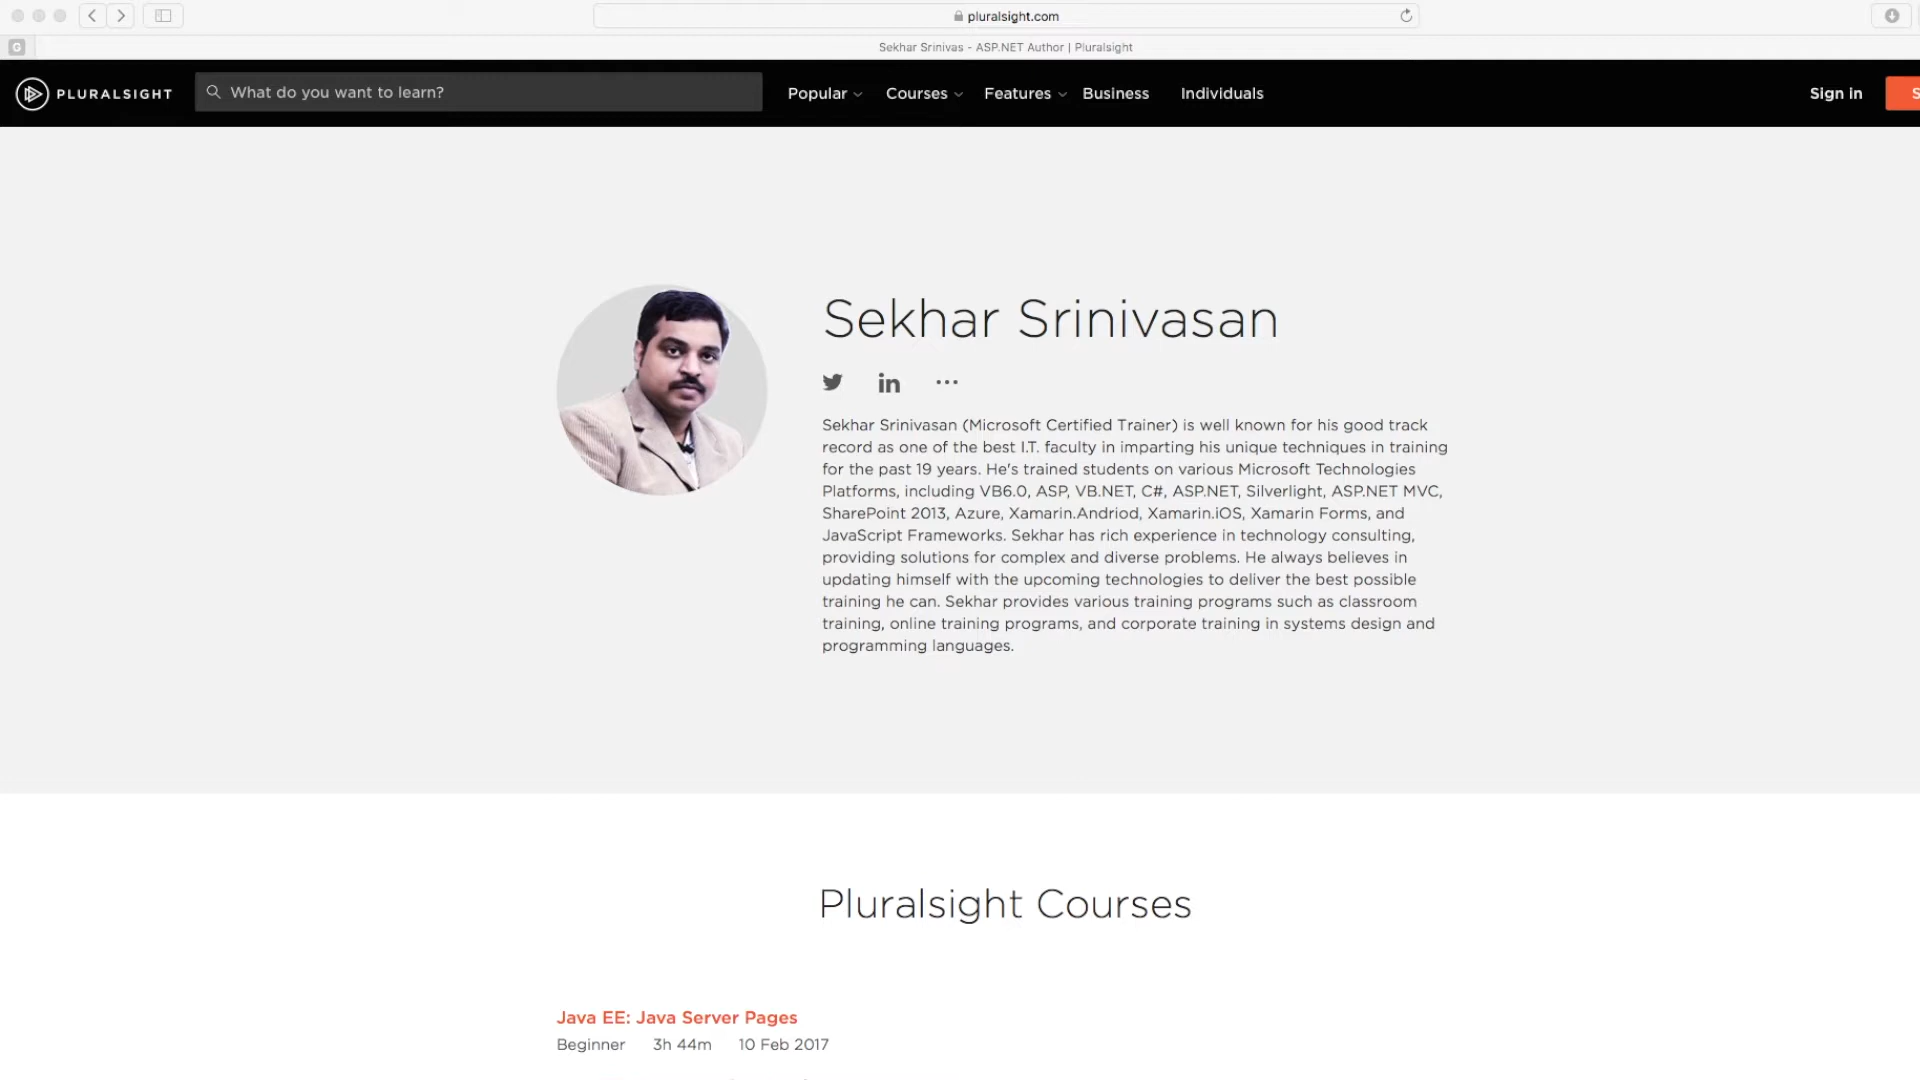 pluralsight.com
G
Sekhar Srinivas - ASP.NET Author | Pluralsight
PLURALSIGHT
What do you want to learn?
Popular
Courses
Features
Business
Individuals
Sign in
S
Sekhar Srinivasan
in
Sekhar Srinivasan (Microsoft Certified Trainer) is well known for his good track
record as one of the best I.T. faculty in imparting his unique techniques in training
for the past 19 years. He's trained students on various Microsoft Technologies
Platforms, including VB6.0, ASP, VB.NET, C#, ASP.NET, Silverlight, ASP.NET MVC,
SharePoint 2013, Azure, Xamarin.Andriod, Xamarin.iOS, Xamarin Forms, and
JavaScript Frameworks. Sekhar has rich experience in technology consulting,
providing solutions for complex and diverse problems. He always believes in
updating himself with the upcoming technologies to deliver the best possible
training he can. Sekhar provides various training programs such as classroom
training, online training programs, and corporate training in systems design and
programming languages.
Pluralsight Courses
Java EE: Java Server Pages
Beginner 3h 44m 10 Feb 2017